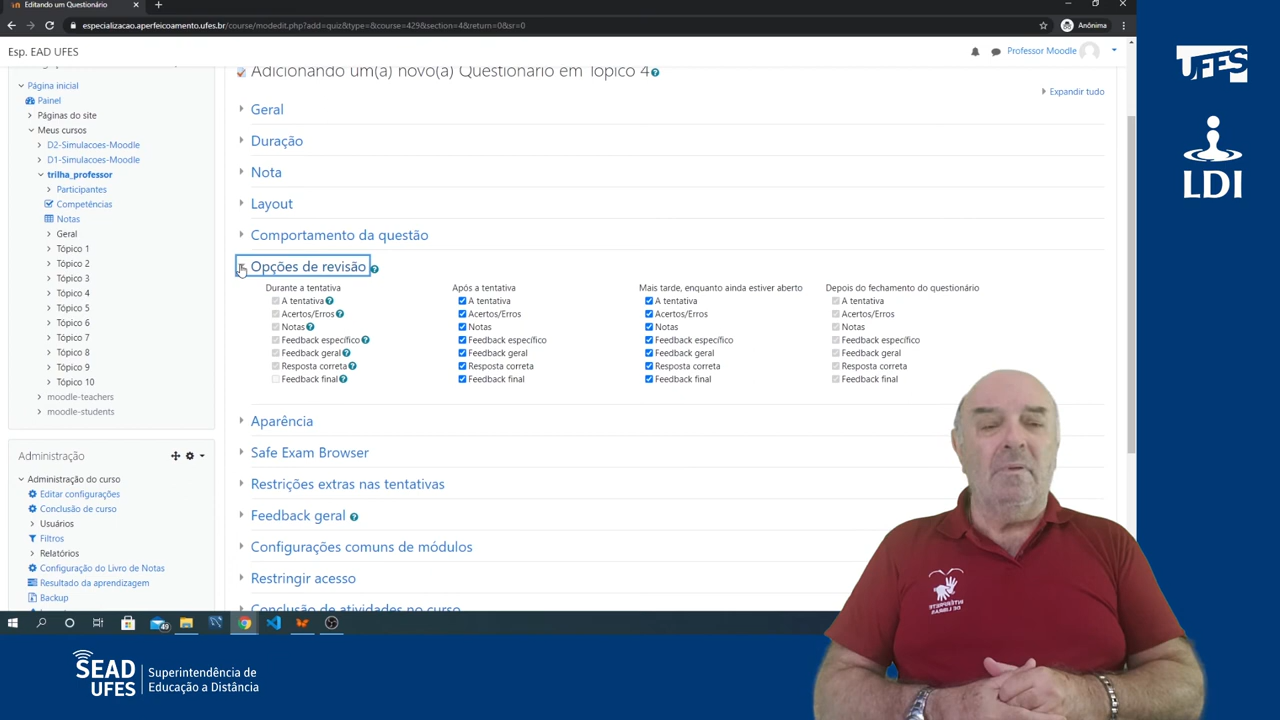 Editando um Questionário
especializacao.aperfeicoamento.ufes.br/course/modedit.php?add=quiz&type=&course=429&section=4&return=0&sr=0
Anônima
Esp. EAD UFES
Professor Moodle
Página inicial
Painel
Páginas do site
Meus cursos
D2-Simulacoes-Moodle
D1-Simulacoes-Moodle
trilha_professor
Participantes
Competências
Notas
Geral
Tópico 1
Tópico 2
Tópico 3
Tópico 4
Tópico 5
Tópico 6
Tópico 7
Tópico 8
Tópico 9
Tópico 10
moodle-teachers
moodle-students
Administração
Administração do curso
Editar configurações
Conclusão de curso
Usuários
Filtros
Relatórios
Configuração do Livro de Notas
Resultado da aprendizagem
Backup
Adicionando um(a) novo(a) Questionário em Tópico 4
Expandir tudo
Geral
Duração
Nota
Layout
Comportamento da questão
Opções de revisão
Durante a tentativa
A tentativa
Acertos/Erros
Notas
Feedback específico
Feedback geral
Resposta correta
Feedback final
Após a tentativa
A tentativa
Acertos/Erros
Notas
Feedback específico
Feedback geral
Resposta correta
Feedback final
Mais tarde, enquanto ainda estiver aberto
A tentativa
Acertos/Erros
Notas
Feedback específico
Feedback geral
Resposta correta
Feedback final
Depois do fechamento do questionário
A tentativa
Acertos/Erros
Notas
Feedback específico
Feedback geral
Resposta correta
Feedback final
Aparência
Safe Exam Browser
Restrições extras nas tentativas
Feedback geral
Configurações comuns de módulos
Restringir acesso
Conclusão de atividades no curso
49
UFES
LDI
INTÉRPRETE
DE LIBRAS
SEAD
UFES
Superintendência de
Educação a Distância